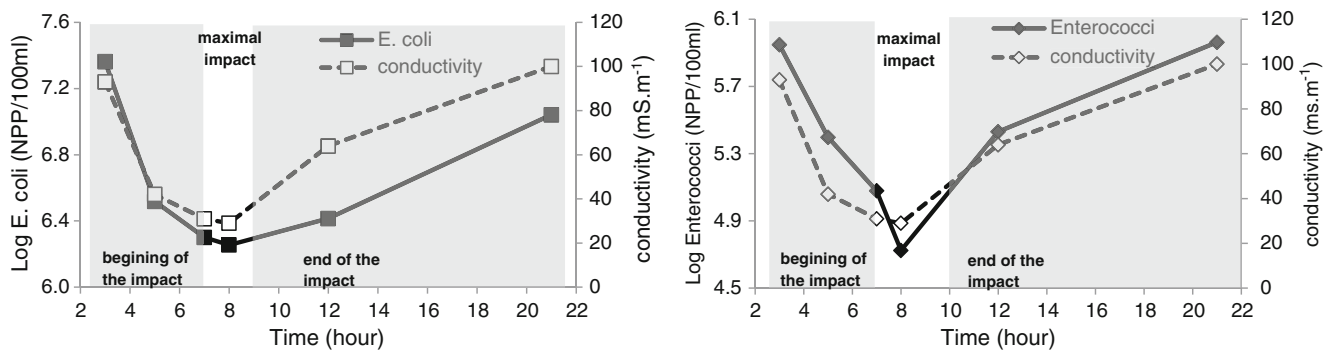 7.6
7.2
6.8
6.4
6.0
Log E. coli (NPP/100ml)
maximal
impact
E. coli
conductivity
begining of
the impact
end of the
impact
120
100
80
60
40
20
0
conductivity (mS.m⁻¹)
2 4 6 8 10 12 14 16 18 20 22
Time (hour)
6.1
5.7
5.3
4.9
4.5
Log Enterococci (NPP/100ml)
maximal
impact
Enterococci
conductivity
begining of
the impact
end of the
impact
120
100
80
60
40
20
0
conductivity (ms.m⁻¹)
2 4 6 8 10 12 14 16 18 20 22
Time (hour)